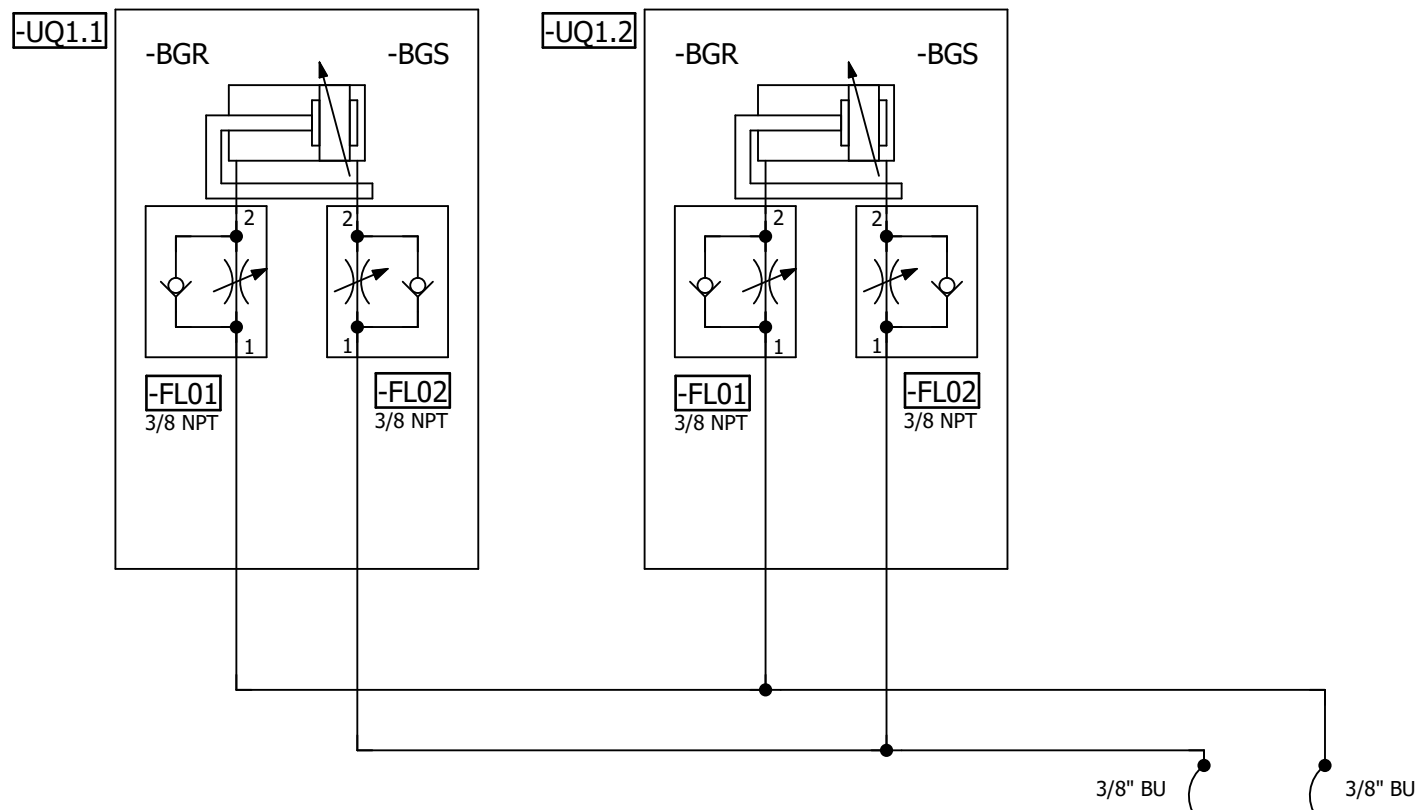 -UQ1.1
-BGR
-BGS
2
2
1
1
-FL01
3/8 NPT
-FL02
3/8 NPT
-UQ1.2
-BGR
-BGS
2
2
1
1
-FL01
3/8 NPT
-FL02
3/8 NPT
3/8" BU
3/8" BU